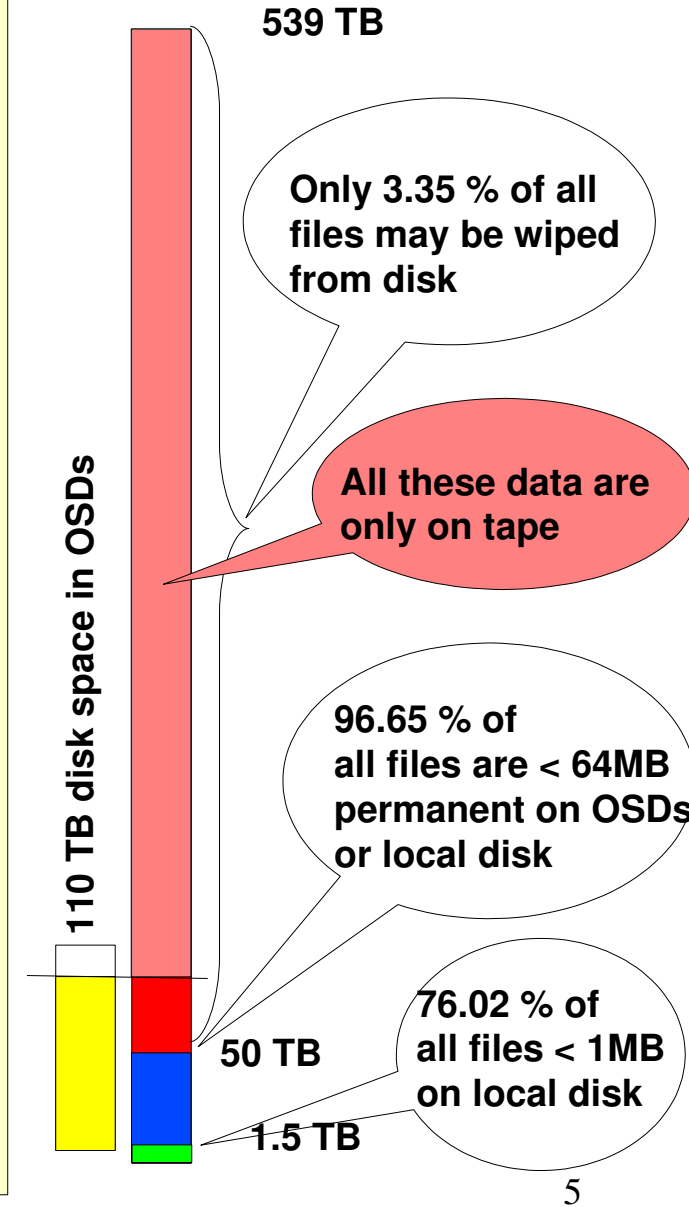 539 TB
Only 3.35 % of all
files may be wiped
from disk
All these data are
only on tape
110 TB disk space in OSDs
96.65 % of
all files are < 64MB
permanent on OSDs
or local disk
76.02 % of
all files < 1MB
on local disk
50 TB
1.5 TB
5